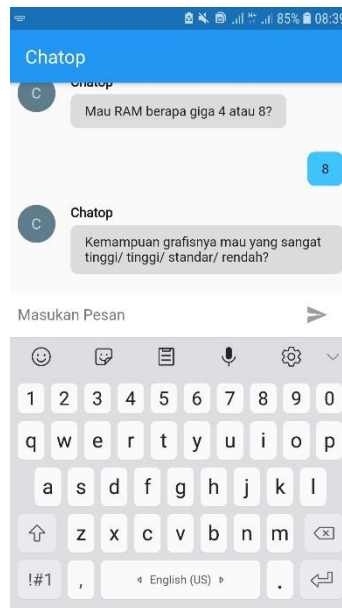 85% 08:39
Chatop
C
Chatop
Mau RAM berapa giga 4 atau 8?
8
C
Chatop
Kemampuan grafisnya mau yang sangat
tinggi/ tinggi/ standar/ rendah?
Masukan Pesan
1 2 3 4 5 6 7 8 9 0
q w e r t y u i o p
a s d f g h j k l
z x c v b n m
!#1 , English (US) .